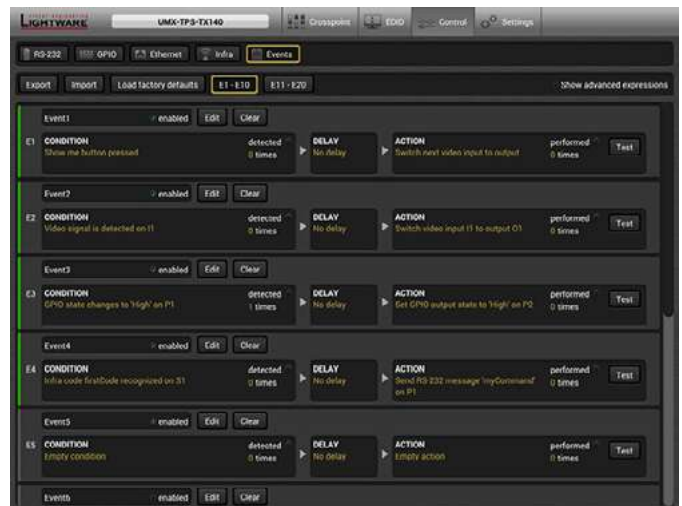 LIGHTWARE
UMX-TPS-TX140
Crosspoint
EDID
Control
Settings
RS-232
GPIO
Ethernet
Infra
Events
Export
Import
Load factory defaults
E1 - E10
E11 - E20
Show advanced expressions
Event1
enabled
Edit
Clear
E1
CONDITION
Show me button pressed
detected
0 times
DELAY
No delay
ACTION
Switch next video input to output
performed
0 times
Test
Event2
enabled
Edit
Clear
E2
CONDITION
Video signal is detected on I1
detected
0 times
DELAY
No delay
ACTION
Switch video input I1 to output O1
performed
0 times
Test
Event3
enabled
Edit
Clear
E3
CONDITION
GPIO state changes to 'High' on P1
detected
1 times
DELAY
No delay
ACTION
Set GPIO output state to 'High' on P2
performed
0 times
Test
Event4
enabled
Edit
Clear
E4
CONDITION
Infra code firstCode recognized on S1
detected
0 times
DELAY
No delay
ACTION
Send RS-232 message 'myCommand'
on P1
performed
0 times
Test
Event5
enabled
Edit
Clear
E5
CONDITION
Empty condition
detected
0 times
DELAY
No delay
ACTION
Empty action
performed
0 times
Test
Event6
enabled
Edit
Clear